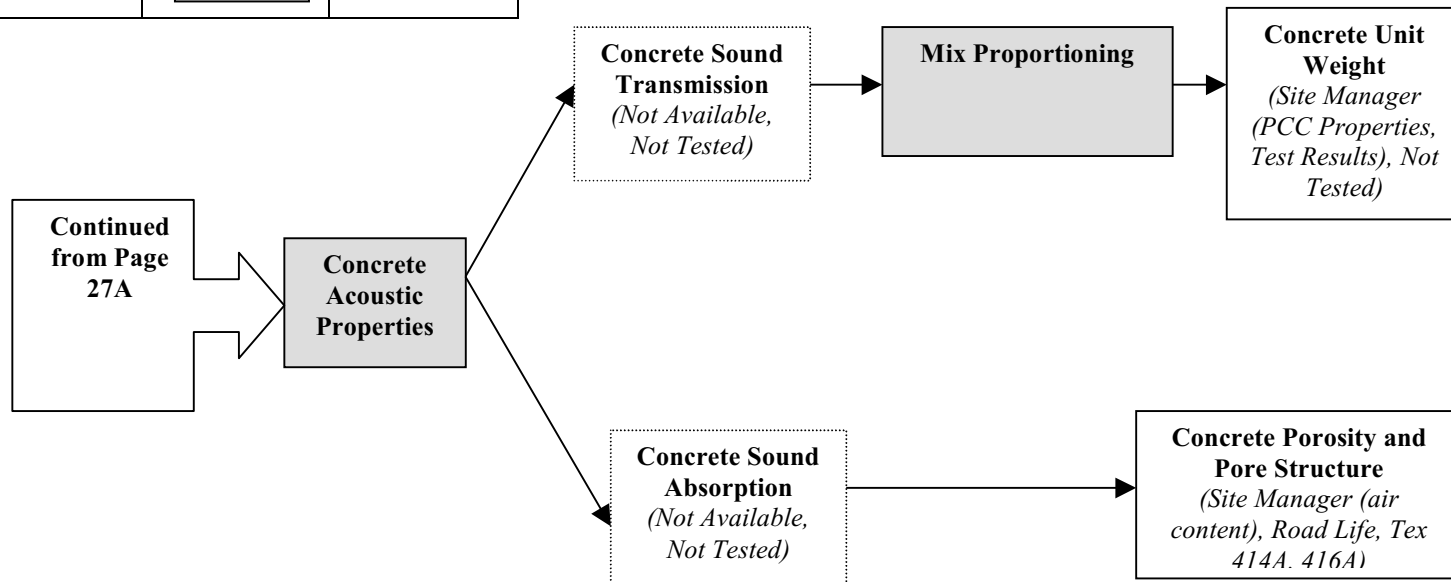 Concrete Sound
Transmission
(Not Available,
Not Tested)
Mix Proportioning
Concrete Unit
Weight
(Site Manager
(PCC Properties,
Test Results), Not
Tested)
Continued
from Page
27A
Concrete
Acoustic
Properties
Concrete Sound
Absorption
(Not Available,
Not Tested)
Concrete Porosity and
Pore Structure
(Site Manager (air
content), Road Life, Tex
414A, 416A)